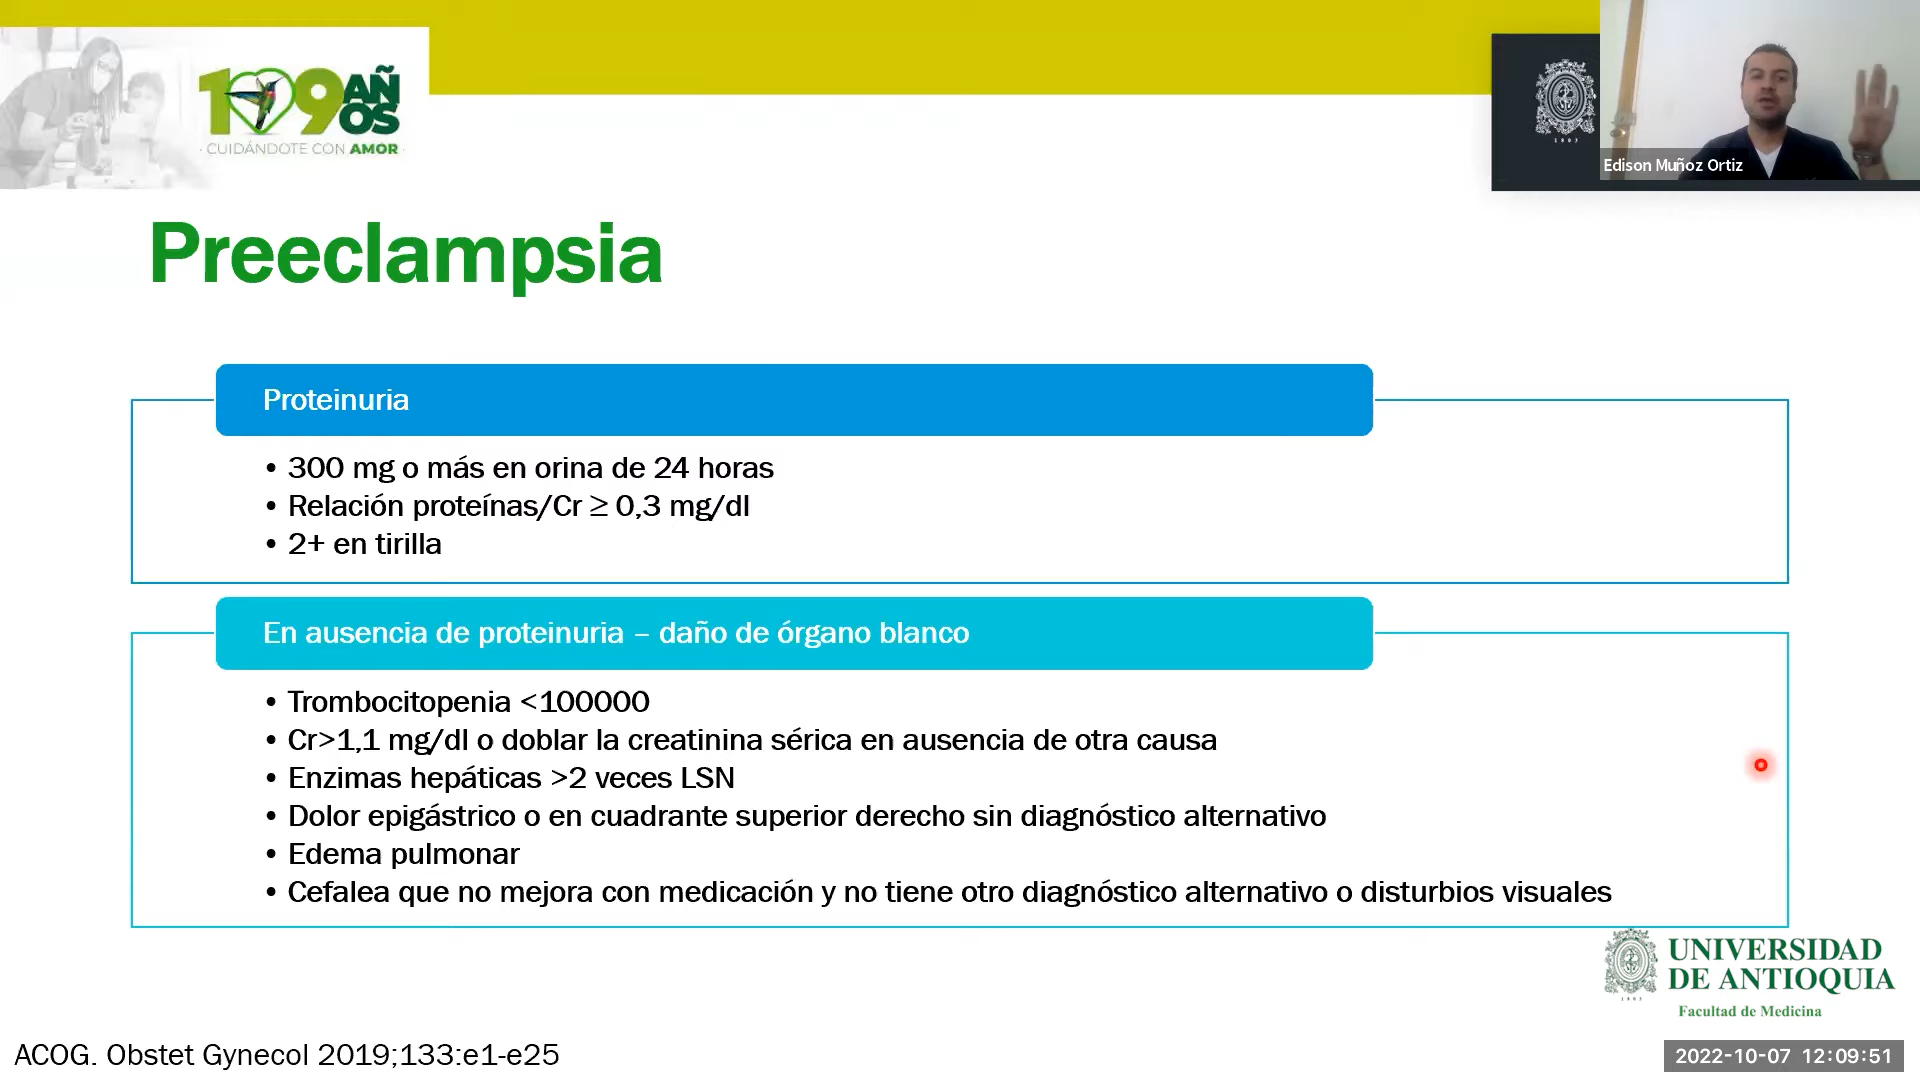 109 AÑOS
· CUIDÁNDOTE CON AMOR ·
1803
Edison Muñoz Ortiz
Preeclampsia
Proteinuria
• 300 mg o más en orina de 24 horas
• Relación proteínas/Cr ≥ 0,3 mg/dl
• 2+ en tirilla
En ausencia de proteinuria – daño de órgano blanco
• Trombocitopenia <100000
• Cr>1,1 mg/dl o doblar la creatinina sérica en ausencia de otra causa
• Enzimas hepáticas >2 veces LSN
• Dolor epigástrico o en cuadrante superior derecho sin diagnóstico alternativo
• Edema pulmonar
• Cefalea que no mejora con medicación y no tiene otro diagnóstico alternativo o disturbios visuales
UNIVERSIDAD
DE ANTIOQUIA
1803
Facultad de Medicina
ACOG. Obstet Gynecol 2019;133:e1-e25
2022-10-07 12:09:51